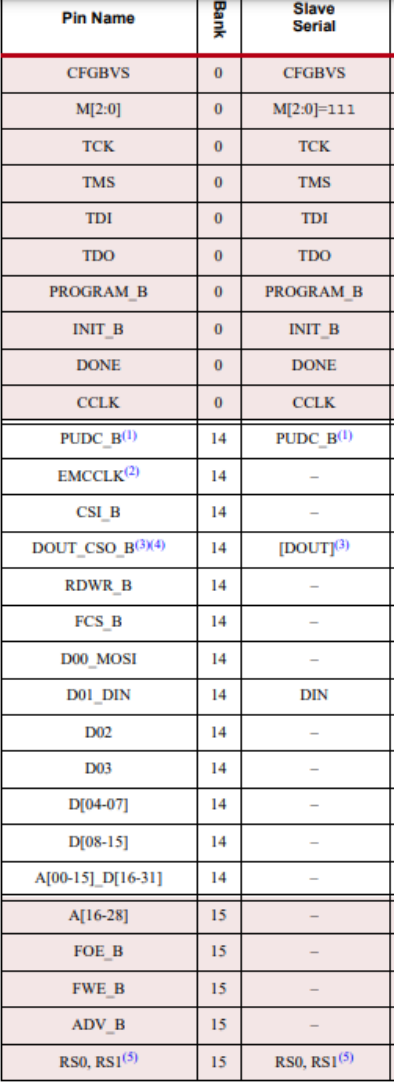 Pin Name Bank Slave Serial
CFGBVS 0 CFGBVS
M[2:0] 0 M[2:0]=111
TCK 0 TCK
TMS 0 TMS
TDI 0 TDI
TDO 0 TDO
PROGRAM_B 0 PROGRAM_B
INIT_B 0 INIT_B
DONE 0 DONE
CCLK 0 CCLK
PUDC_B(1) 14 PUDC_B(1)
EMCCLK(2) 14 –
CSI_B 14 –
DOUT_CSO_B(3)(4) 14 [DOUT](3)
RDWR_B 14 –
FCS_B 14 –
D00_MOSI 14 –
D01_DIN 14 DIN
D02 14 –
D03 14 –
D[04-07] 14 –
D[08-15] 14 –
A[00-15]_D[16-31] 14 –
A[16-28] 15 –
FOE_B 15 –
FWE_B 15 –
ADV_B 15 –
RS0, RS1(5) 15 RS0, RS1(5)